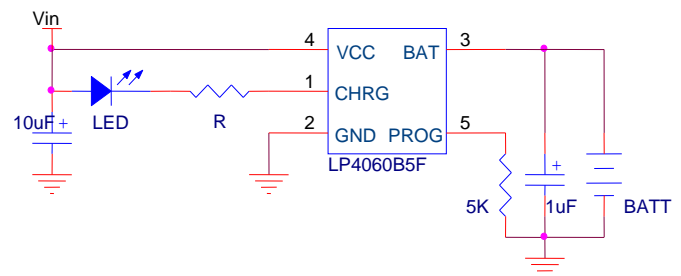 Vin
4 VCC BAT 3
1 CHRG
10uF + LED R
2 GND PROG 5
LP4060B5F
+
5K 1uF BATT